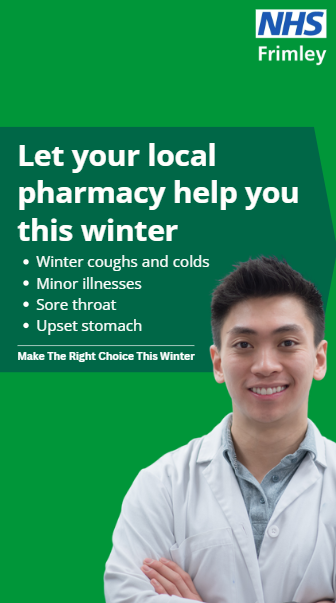 NHS
Frimley
Let your local
pharmacy help you
this winter
• Winter coughs and colds
• Minor illnesses
• Sore throat
• Upset stomach
Make The Right Choice This Winter